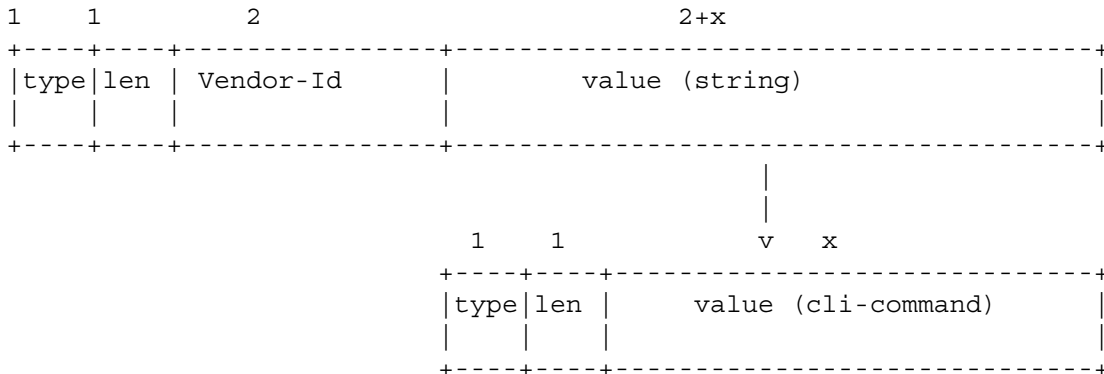 1 1 2 2+x
type len Vendor-Id value (string)
1 1 v x
type len value (cli-command)